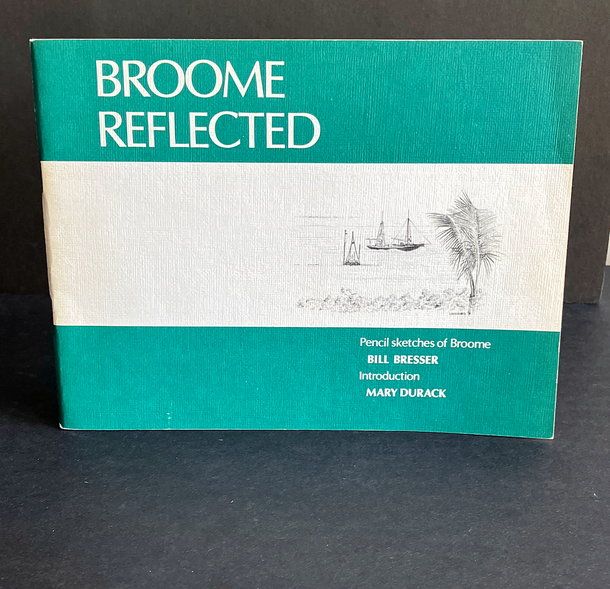 BROOME
REFLECTED
Pencil sketches of Broome
BILL BRESSER
Introduction
MARY DURACK